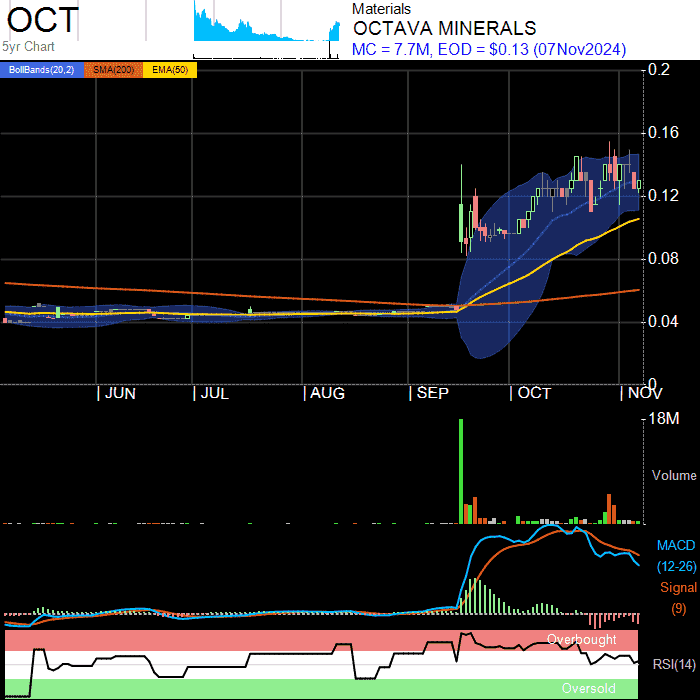 OCT
5yr Chart
Materials
OCTAVA MINERALS
MC = 7.7M, EOD = $0.13 (07Nov2024)
BollBands(20,2) SMA(200) EMA(50)
0.2
0.16
0.12
0.08
0.04
0
JUN JUL AUG SEP OCT NOV
18M
Volume
MACD
(12-26)
Signal
(9)
Overbought
RSI(14)
Oversold